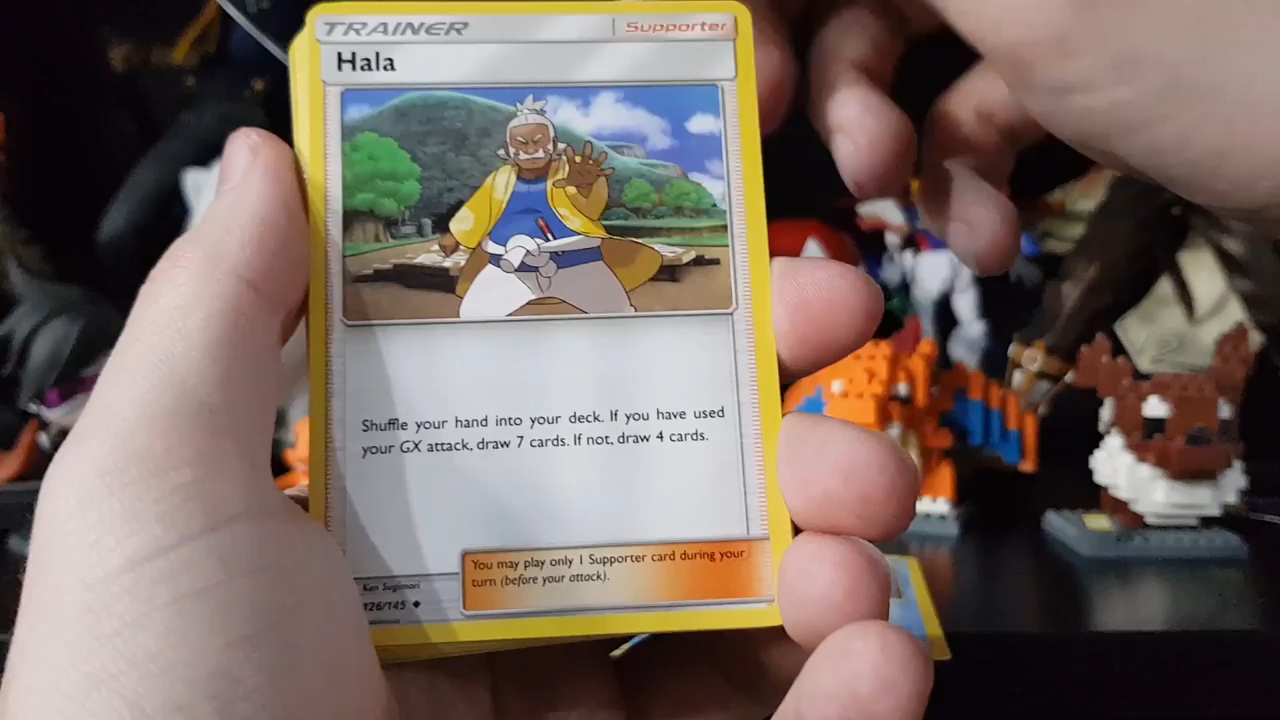 TRAINER Supporter
Hala
Shuffle your hand into your deck. If you have used
your GX attack, draw 7 cards. If not, draw 4 cards.
You may play only 1 Supporter card during your
turn (before your attack).
Ken Sugimori
126/145